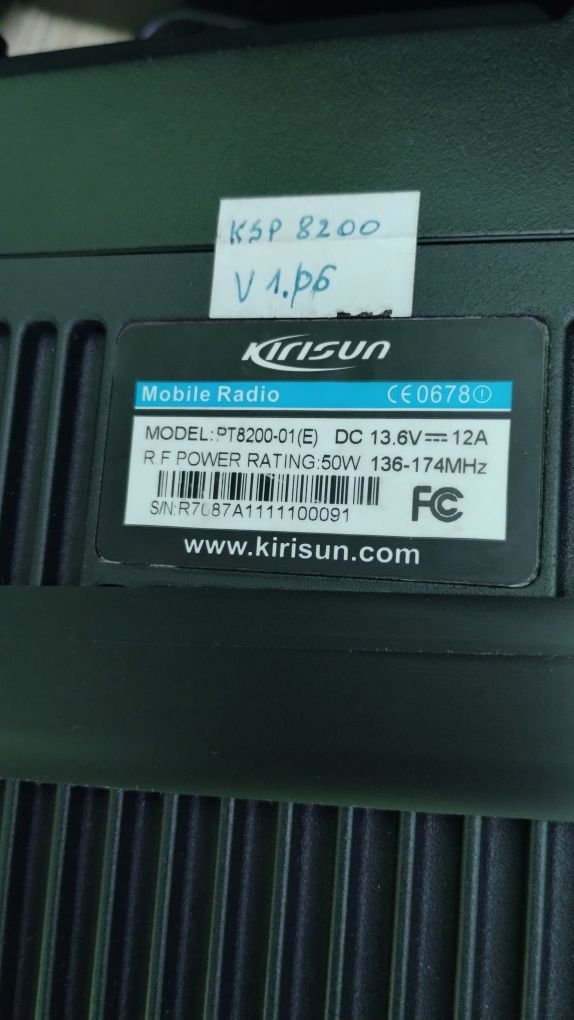 KSP 8200
V 1.06
KIRISUN
Mobile Radio CE0678
MODEL:PT8200-01(E) DC 13.6V 12A
R.F POWER RATING:50W 136-174MHz
S/N:R7087A1111100091
FC
www.kirisun.com